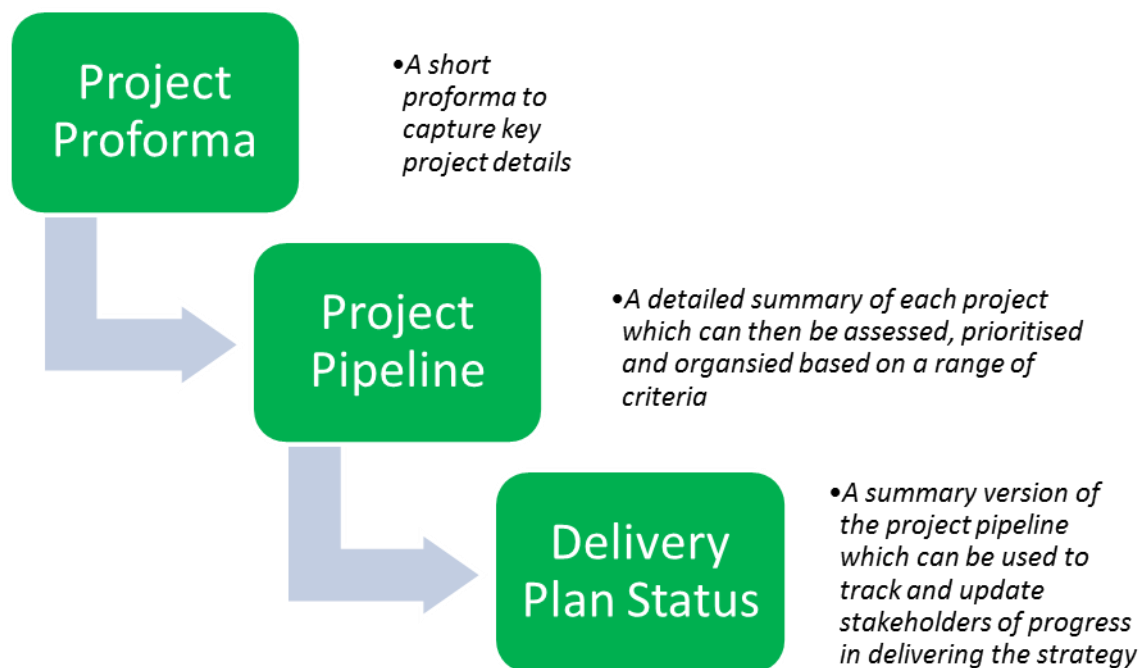 Project
Proforma
•A short
proforma to
capture key
project details
Project
Pipeline
•A detailed summary of each project
which can then be assessed, prioritised
and organsied based on a range of
criteria
Delivery
Plan Status
•A summary version of
the project pipeline
which can be used to
track and update
stakeholders of progress
in delivering the strategy